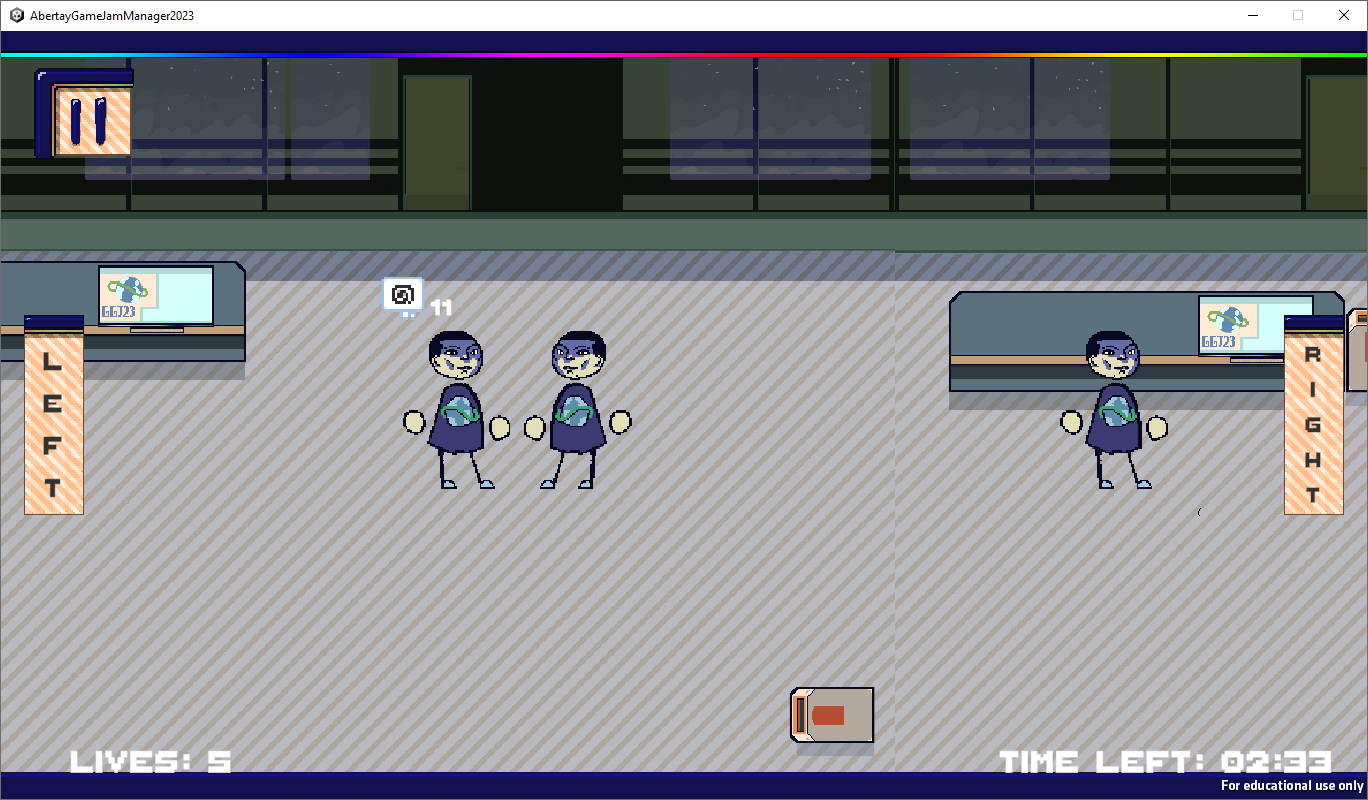 AbertayGameJamManager2023
GGJ23
11
GGJ23
LEFT
RIGHT
LIVES: 5
TIME LEFT: 02:33
For educational use only